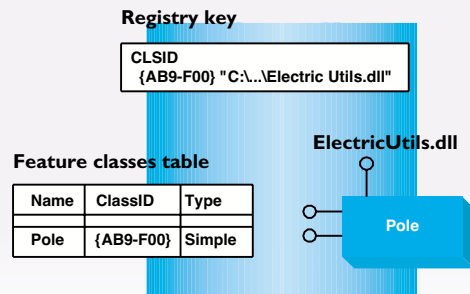 Registry key
CLSID
{AB9-F00} "C:\...\Electric Utils.dll"
ElectricUtils.dll
Feature classes table
Name ClassID Type
Pole {AB9-F00} Simple
Pole